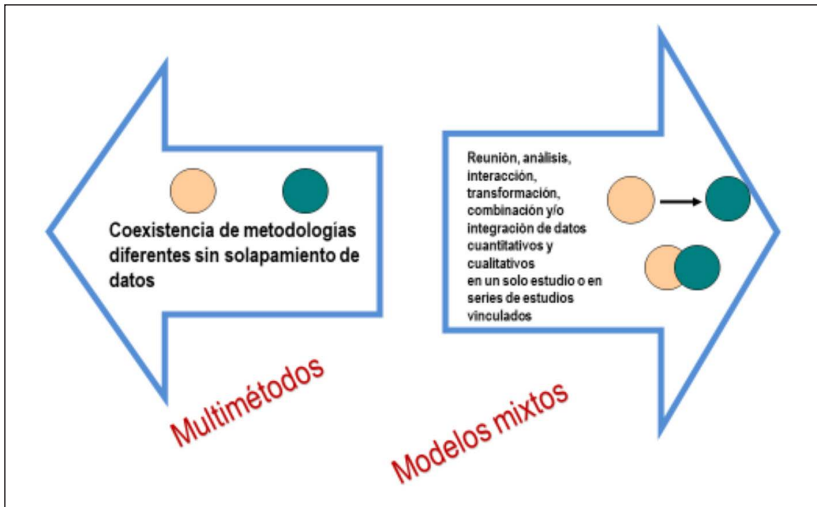 Coexistencia de metodologías
diferentes sin solapamiento de
datos
Reunión, anàlisis,
interacción,
transformación,
combinación y/o
integración de datos
cuantitativos y
cualitativos
en un solo estudio o en
series de estudios
vinculados
Multimétodos
Modelos mixtos